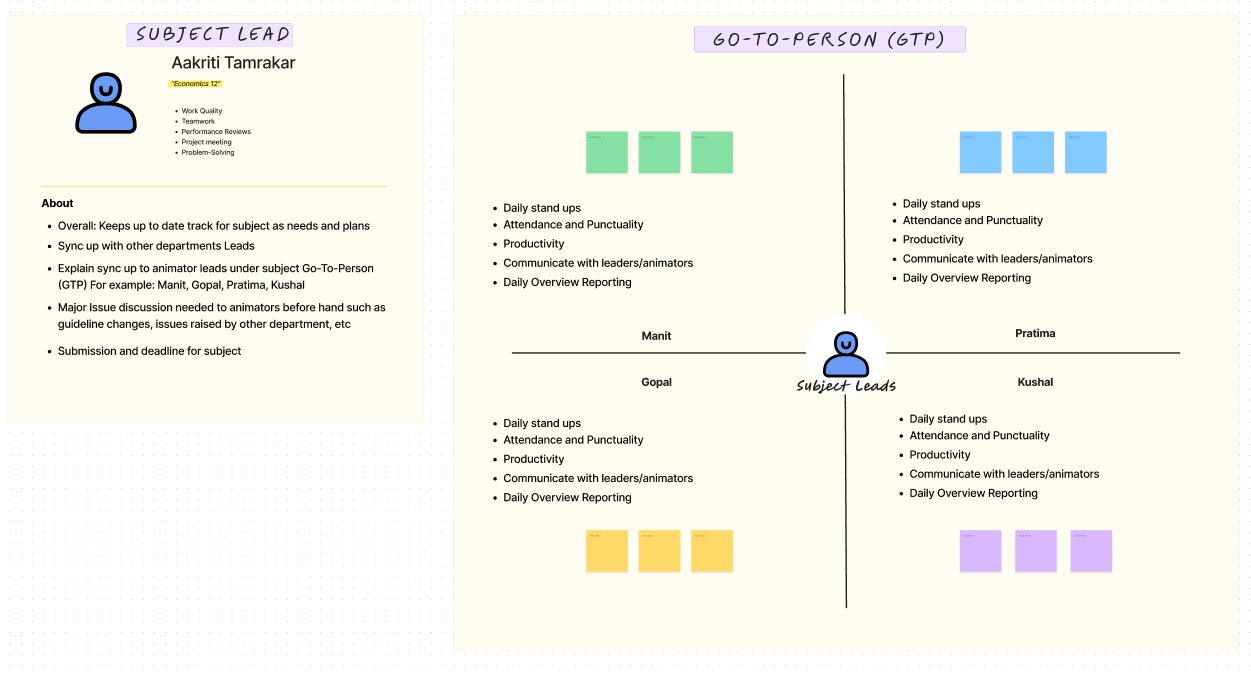 SUBJECT LEAD
Aakriti Tamrakar
"Economics 12"
• Work Quality
• Teamwork
• Performance Reviews
• Project meeting
• Problem-Solving
About
• Overall: Keeps up to date track for subject as needs and plans
• Sync up with other departments Leads
• Explain sync up to animator leads under subject Go-To-Person
(GTP) For example: Manit, Gopal, Pratima, Kushal
• Major Issue discussion needed to animators before hand such as
guideline changes, issues raised by other department, etc
• Submission and deadline for subject
GO-TO-PERSON (GTP)
• Daily stand ups
• Attendance and Punctuality
• Productivity
• Communicate with leaders/animators
• Daily Overview Reporting
Manit
• Daily stand ups
• Attendance and Punctuality
• Productivity
• Communicate with leaders/animators
• Daily Overview Reporting
Pratima
Subject Leads
Gopal
• Daily stand ups
• Attendance and Punctuality
• Productivity
• Communicate with leaders/animators
• Daily Overview Reporting
Kushal
• Daily stand ups
• Attendance and Punctuality
• Productivity
• Communicate with leaders/animators
• Daily Overview Reporting